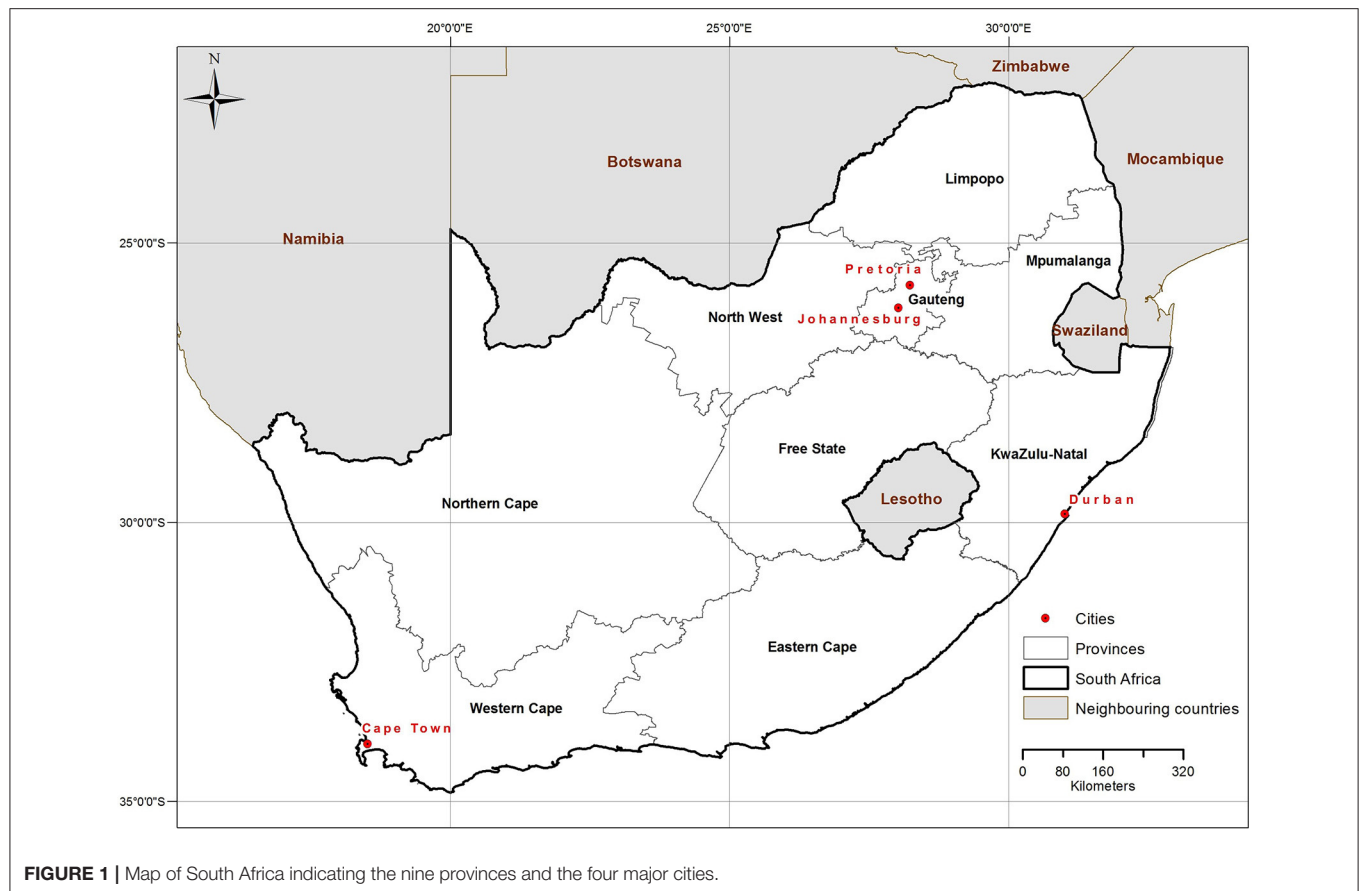 20°0'0"E
25°0'0"E
30°0'0"E
N
Zimbabwe
Botswana
Mocambique
Limpopo
Namibia
25°0'0"S
Mpumalanga
Pretoria
Gauteng
North West
Johannesburg
Swaziland
Free State
KwaZulu-Natal
Northern Cape
Lesotho
Durban
30°0'0"S
Cities
Eastern Cape
Provinces
South Africa
Western Cape
Neighbouring countries
Cape Town
0 80 160 320
Kilometers
35°0'0"S
FIGURE 1 | Map of South Africa indicating the nine provinces and the four major cities.